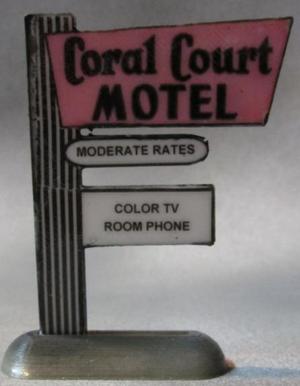 Coral Court
MOTEL
MODERATE RATES
COLOR TV
ROOM PHONE